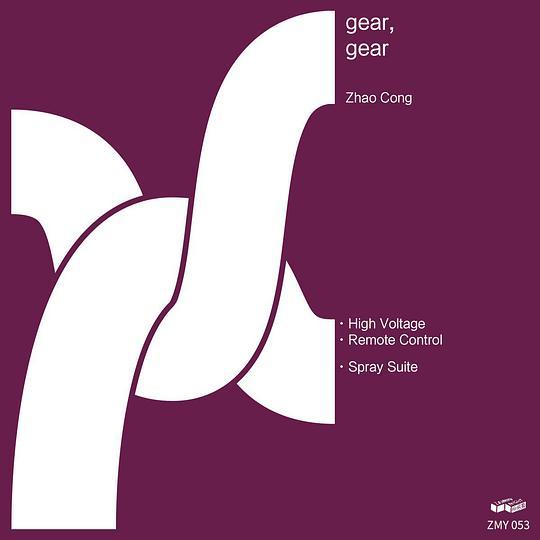 gear,
gear
Zhao Cong
· High Voltage
· Remote Control
· Spray Suite
ZMY 053